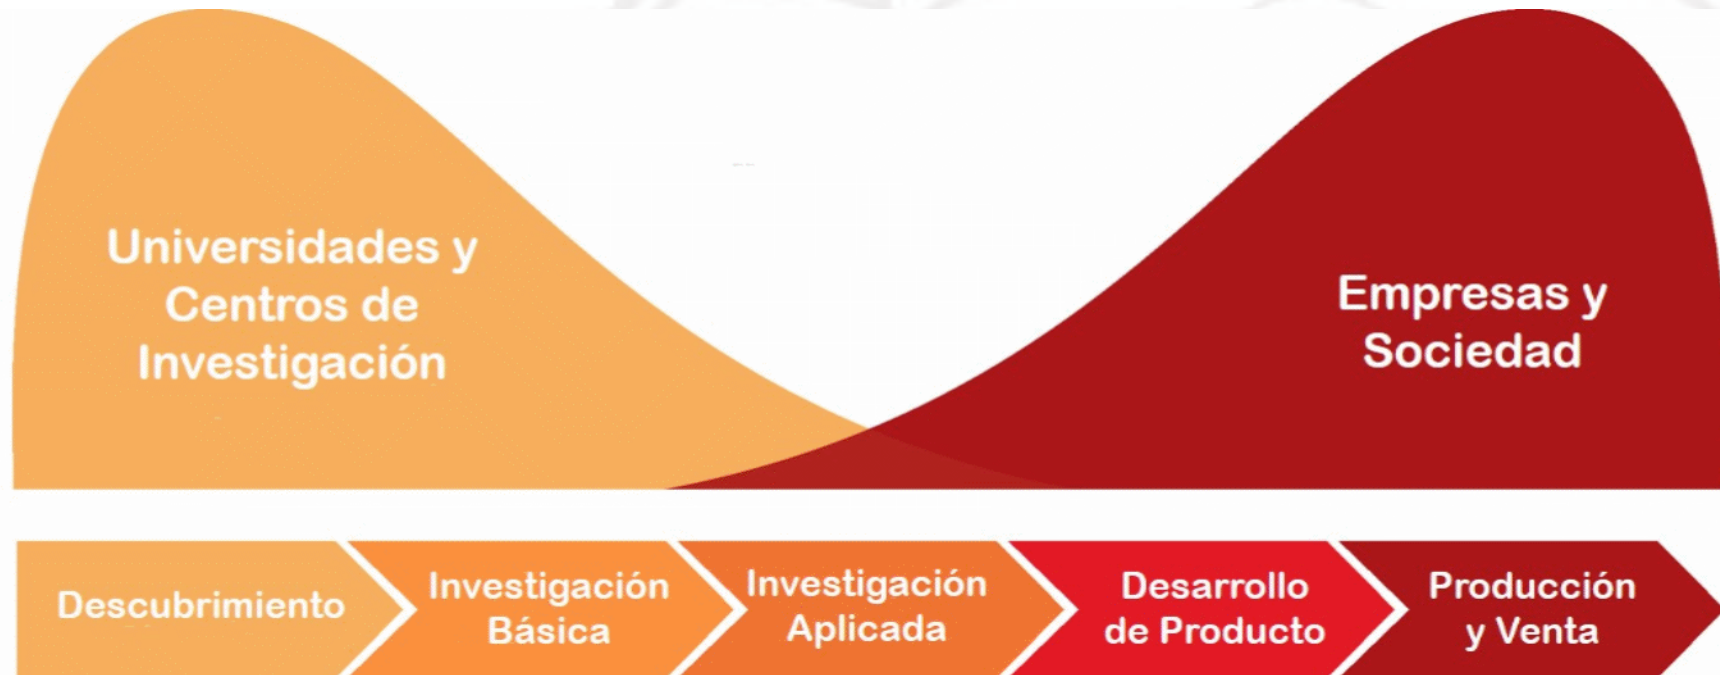 Universidades y
Centros de
Investigación
Empresas y
Sociedad
Descubrimiento
Investigación
Básica
Investigación
Aplicada
Desarrollo
de Producto
Producción
y Venta